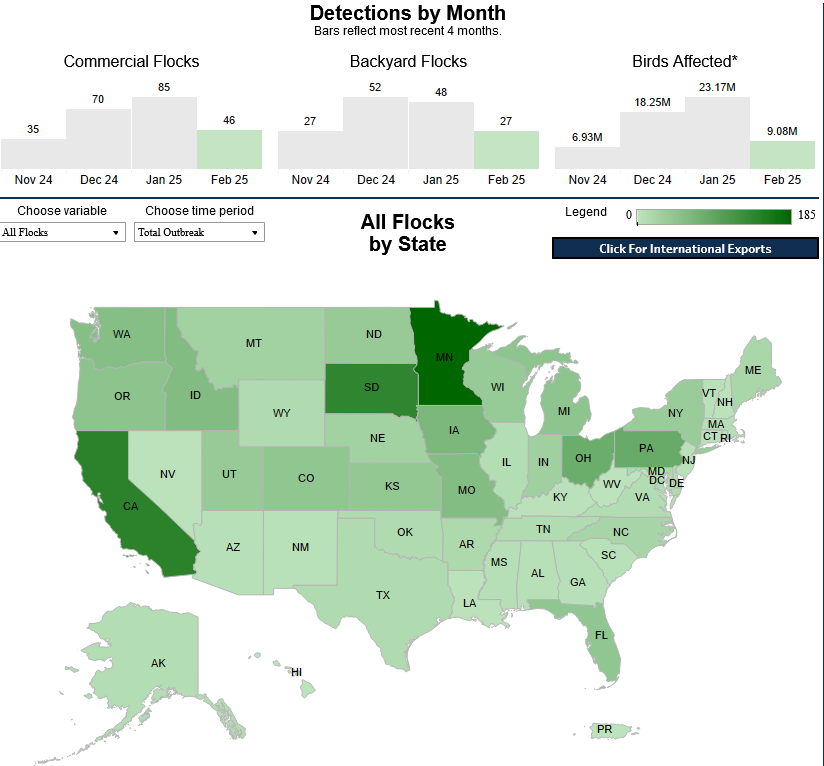 Detections by Month
Bars reflect most recent 4 months.
Commercial Flocks
35
70
85
46
Nov 24 Dec 24 Jan 25 Feb 25
Backyard Flocks
27
52
48
27
Nov 24 Dec 24 Jan 25 Feb 25
Birds Affected*
6.93M
18.25M
23.17M
9.08M
Nov 24 Dec 24 Jan 25 Feb 25
Choose variable
All Flocks
Choose time period
Total Outbreak
All Flocks
by State
Legend 0 185
Click For International Exports
WA
MT
ND
MN
ME
OR
ID
SD
WI
VT
NH
WY
MI
NY
MA
IA
CT RI
NE
PA
NV
UT
CO
IL
IN
OH
NJ
MD
KS
MO
WV
DC
DE
CA
KY
VA
OK
TN
NC
AZ
NM
AR
SC
MS
AL
GA
TX
LA
FL
AK
HI
PR